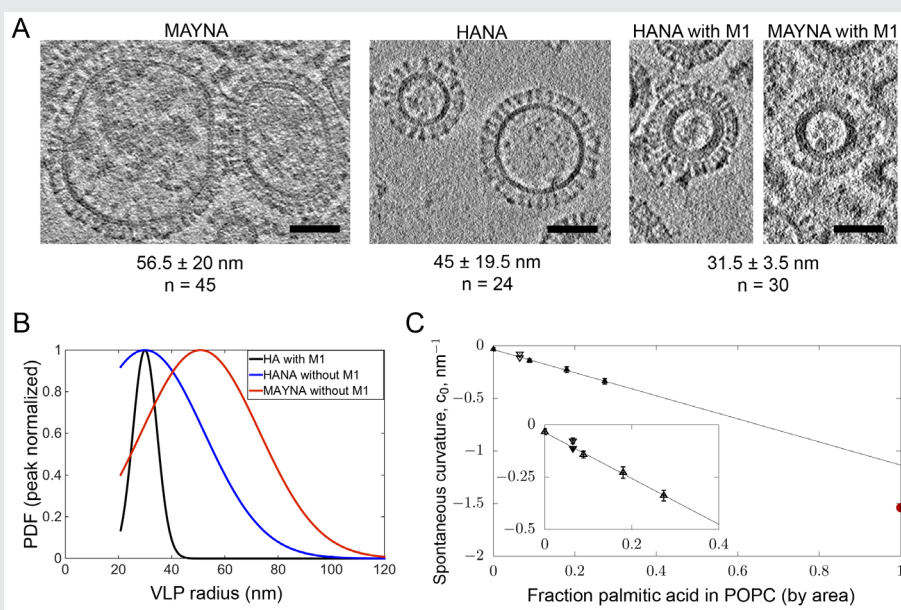 A
MAYNA
HANA
HANA with M1
MAYNA with M1
56.5 ± 20 nm
n = 45
45 ± 19.5 nm
n = 24
31.5 ± 3.5 nm
n = 30
B
PDF (peak normalized)
1
0.8
0.6
0.4
0.2
0
0
20
40
60
80
100
120
VLP radius (nm)
HA with M1
HANA without M1
MAYNA without M1
C
Spontaneous curvature, c₀, nm⁻¹
0
−0.5
−1
−1.5
−2
0
0.2
0.4
0.6
0.8
1
Fraction palmitic acid in POPC (by area)
0
−0.25
−0.5
0
0.2
0.4